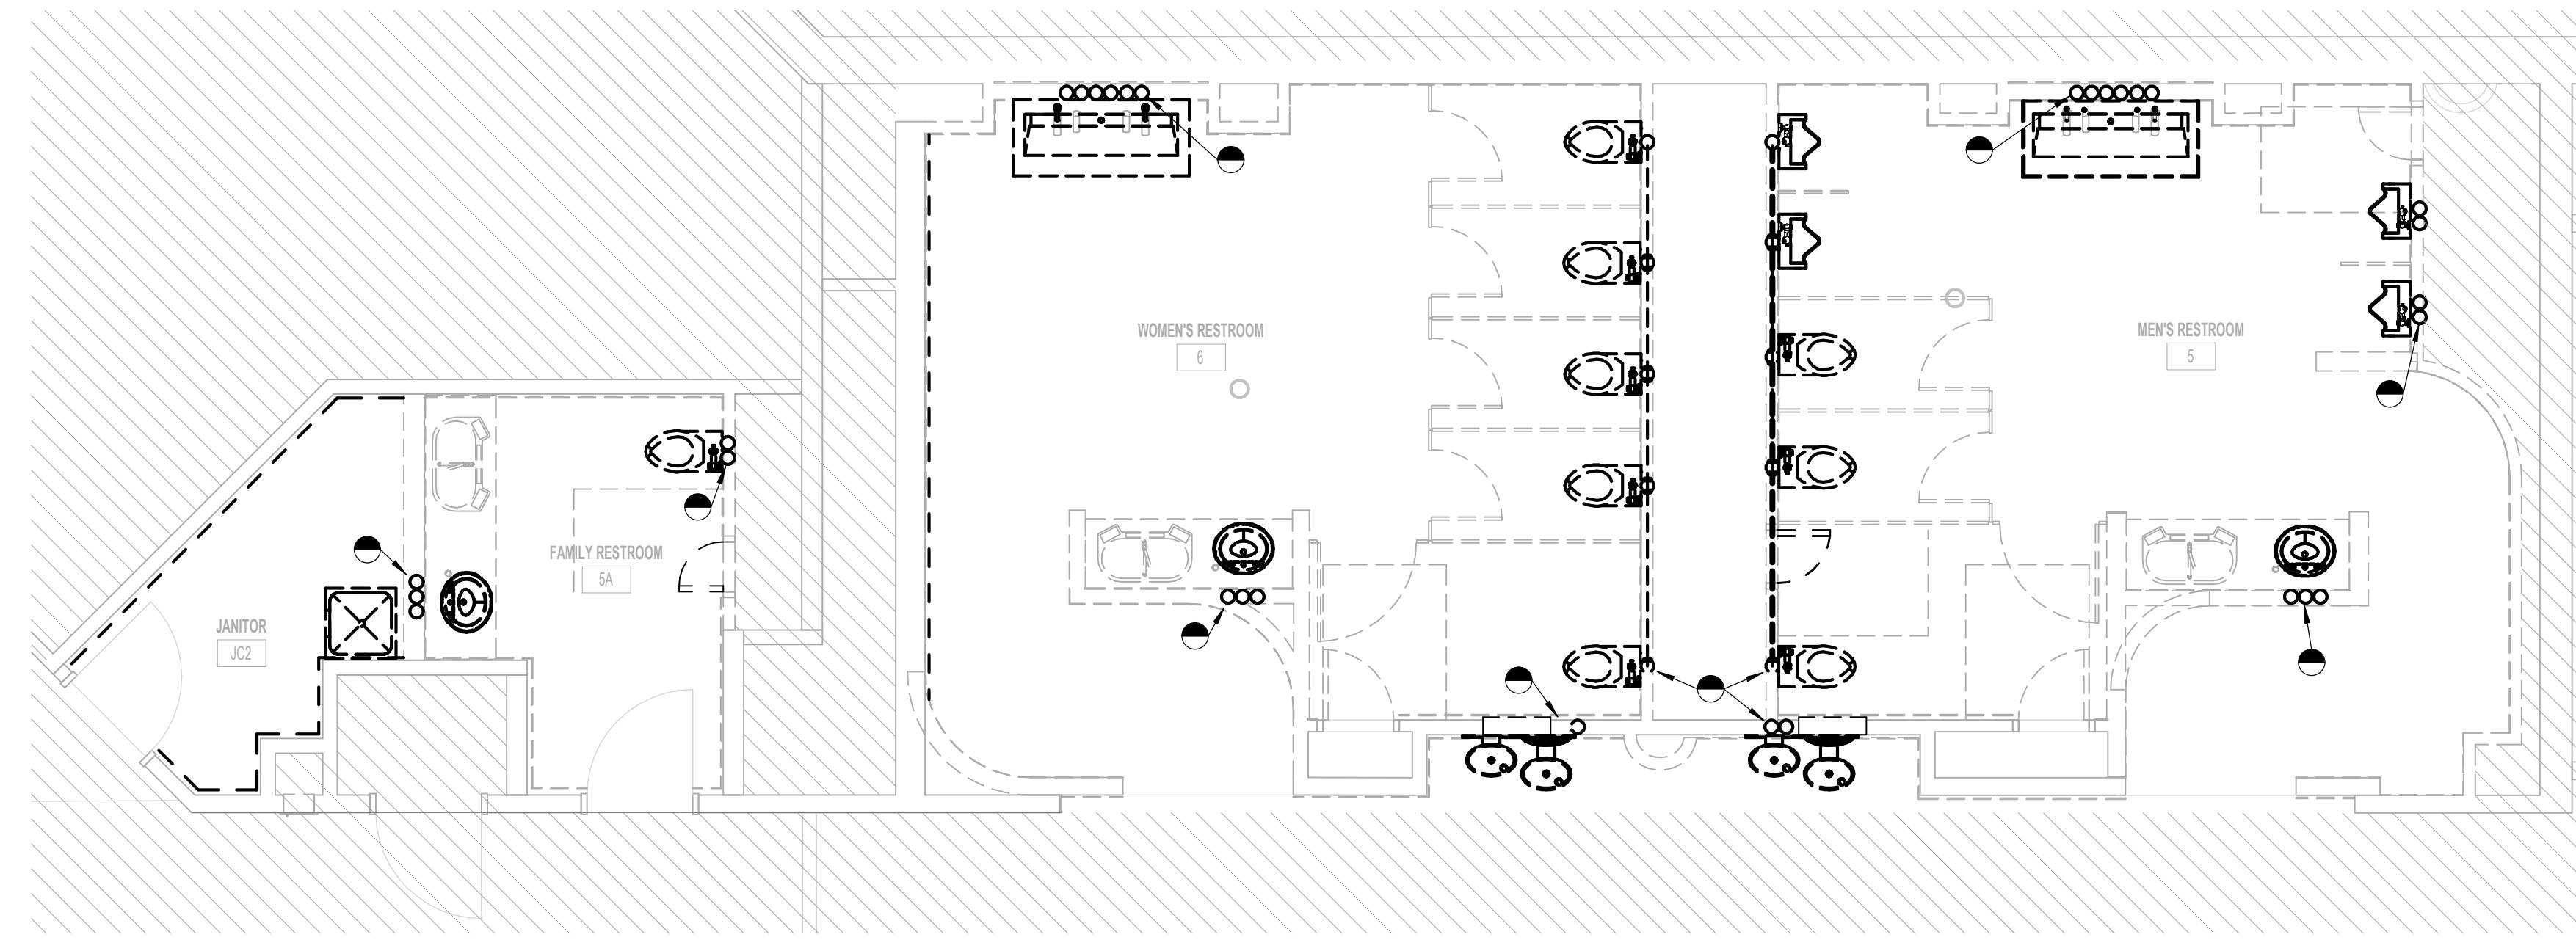 WOMEN'S RESTROOM
6
MEN'S RESTROOM
5
FAMILY RESTROOM
5A
JANITOR
JC2